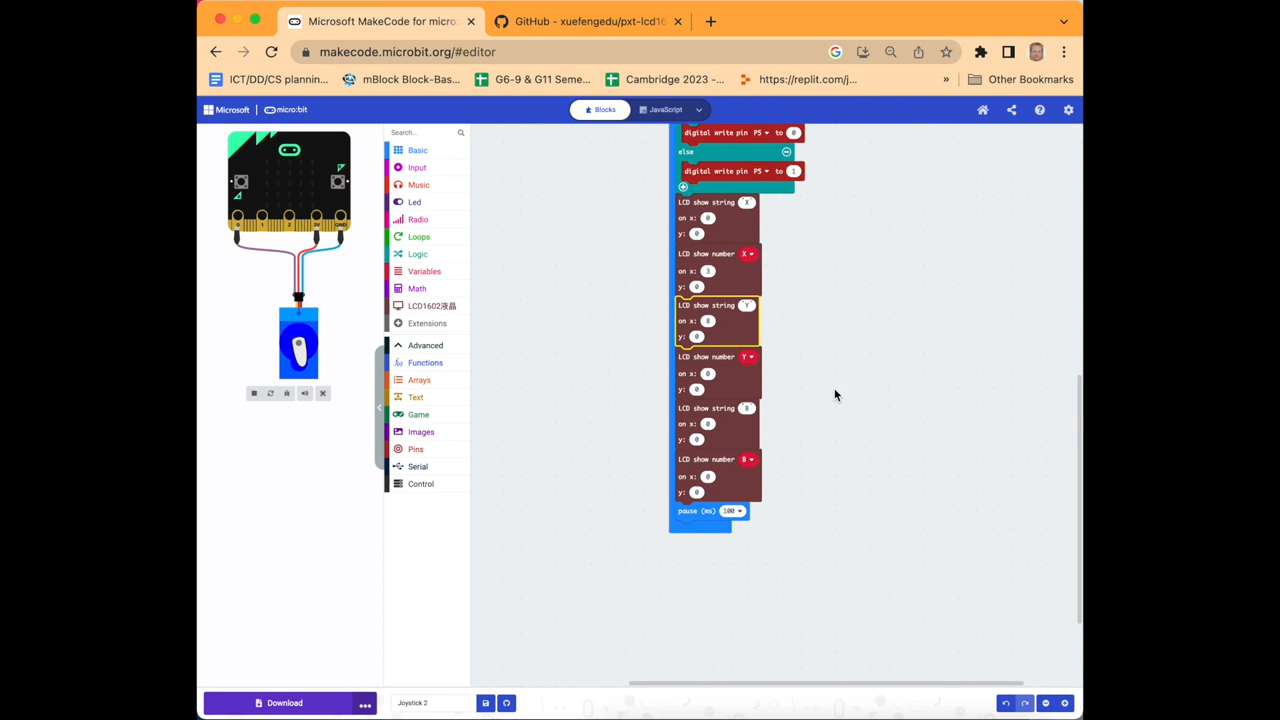 Microsoft MakeCode for micro:
GitHub - xuefengedu/pxt-lcd16
makecode.microbit.org/#editor
ICT/DD/CS plannin...
mBlock Block-Bas...
G6-9 & G11 Seme...
Cambridge 2023 -...
https://replit.com/j...
»
Other Bookmarks
Microsoft
micro:bit
Blocks
JavaScript
Search...
Basic
Input
Music
Led
Radio
Loops
Logic
Variables
Math
LCD1602液晶
Extensions
Advanced
Functions
Arrays
Text
Game
Images
Pins
Serial
Control
0
1
2
3V
GND
digital write pin P5 to 0
else
digital write pin P5 to 1
LCD show string "X"
on x: 0
y: 0
LCD show number X
on x: 3
y: 0
LCD show string "Y"
on x: 8
y: 0
LCD show number Y
on x: 0
y: 0
LCD show string B
on x: 0
y: 0
LCD show number B
on x: 0
y: 0
pause (ms) 100
Download
...
Joystick 2